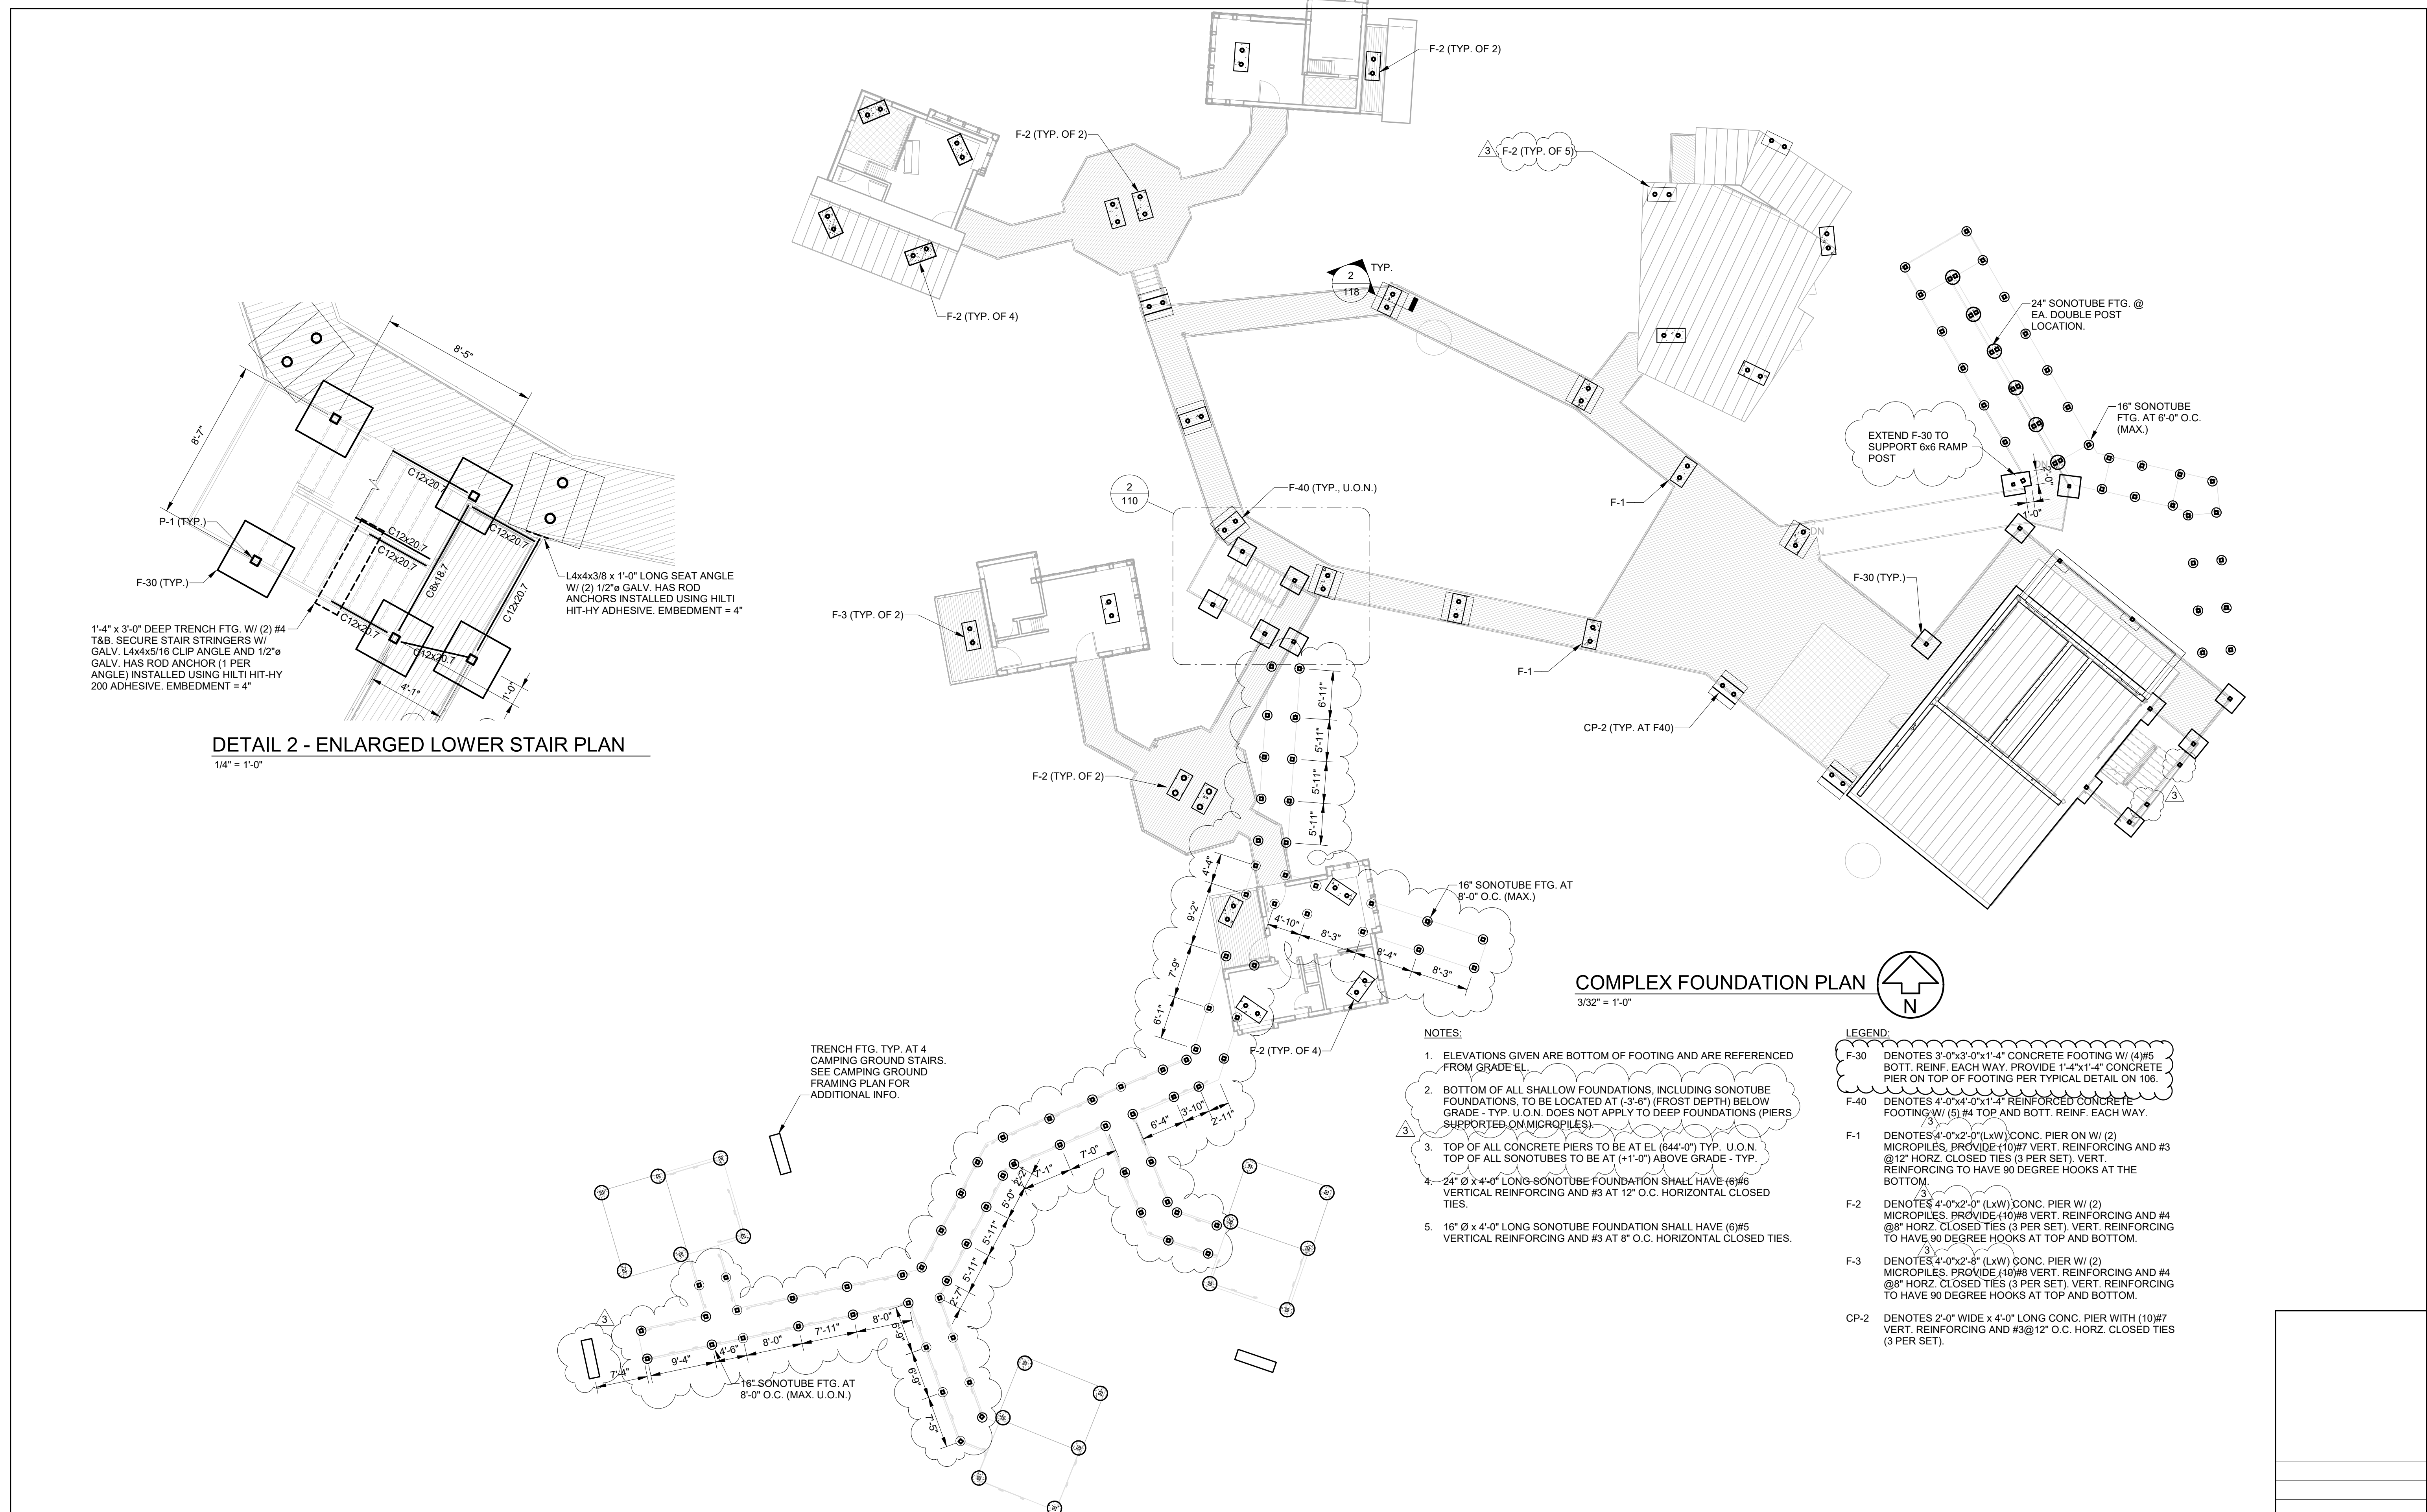 F-2 (TYP. OF 2)
F-2 (TYP. OF 2)
3
F-2 (TYP. OF 5)
F-2 (TYP. OF 4)
2
118
TYP.
24" SONOTUBE FTG. @
EA. DOUBLE POST
LOCATION.
16" SONOTUBE
FTG. AT 6'-0" O.C.
(MAX.)
EXTEND F-30 TO
SUPPORT 6x6 RAMP
POST
DN
2'-0"
1'-0"
DN
2
110
F-40 (TYP., U.O.N.)
F-1
F-30 (TYP.)
F-3 (TYP. OF 2)
F-1
CP-2 (TYP. AT F40)
3
F-2 (TYP. OF 2)
6'-11"
5'-11"
5'-11"
5'-11"
4'-4"
9'-2"
7'-9"
6'-1"
4'-10"
8'-3"
8'-4"
8'-3"
16" SONOTUBE FTG. AT
8'-0" O.C. (MAX.)
F-2 (TYP. OF 4)
8'-5"
8'-7"
P-1 (TYP.)
F-30 (TYP.)
C12x20.7
C12x20.7
C12x20.7
C12x20.7
C8x18.7
C12x20.7
C12x20.7
C12x20.7
4'-1"
1'-0"
L4x4x3/8 x 1'-0" LONG SEAT ANGLE
W/ (2) 1/2"ø GALV. HAS ROD
ANCHORS INSTALLED USING HILTI
HIT-HY ADHESIVE. EMBEDMENT = 4"
1'-4" x 3'-0" DEEP TRENCH FTG. W/ (2) #4
T&B. SECURE STAIR STRINGERS W/
GALV. L4x4x5/16 CLIP ANGLE AND 1/2"ø
GALV. HAS ROD ANCHOR (1 PER
ANGLE) INSTALLED USING HILTI HIT-HY
200 ADHESIVE. EMBEDMENT = 4"
DETAIL 2 - ENLARGED LOWER STAIR PLAN
1/4" = 1'-0"
TRENCH FTG. TYP. AT 4
CAMPING GROUND STAIRS.
SEE CAMPING GROUND
FRAMING PLAN FOR
ADDITIONAL INFO.
6'-4"
3'-10"
2'-11"
7'-0"
7'-1"
2'-2"
5'-0"
5'-11"
5'-11"
2'-7"
3
7'-4"
9'-4"
4'-6"
8'-0"
7'-11"
8'-0"
6'-9"
6'-9"
7'-5"
16" SONOTUBE FTG. AT
8'-0" O.C. (MAX. U.O.N.)
COMPLEX FOUNDATION PLAN
3/32" = 1'-0"
N
NOTES:
1. ELEVATIONS GIVEN ARE BOTTOM OF FOOTING AND ARE REFERENCED
FROM GRADE EL.
2. BOTTOM OF ALL SHALLOW FOUNDATIONS, INCLUDING SONOTUBE
FOUNDATIONS, TO BE LOCATED AT (-3'-6") (FROST DEPTH) BELOW
GRADE - TYP. U.O.N. DOES NOT APPLY TO DEEP FOUNDATIONS (PIERS
SUPPORTED ON MICROPILES).
3
3. TOP OF ALL CONCRETE PIERS TO BE AT EL (644'-0") TYP. U.O.N.
TOP OF ALL SONOTUBES TO BE AT (+1'-0") ABOVE GRADE - TYP.
4. 24" Ø x 4'-0" LONG SONOTUBE FOUNDATION SHALL HAVE (6)#6
VERTICAL REINFORCING AND #3 AT 12" O.C. HORIZONTAL CLOSED
TIES.
5. 16" Ø x 4'-0" LONG SONOTUBE FOUNDATION SHALL HAVE (6)#5
VERTICAL REINFORCING AND #3 AT 8" O.C. HORIZONTAL CLOSED TIES.
LEGEND:
F-30 DENOTES 3'-0"x3'-0"x1'-4" CONCRETE FOOTING W/ (4)#5
BOTT. REINF. EACH WAY. PROVIDE 1'-4"x1'-4" CONCRETE
PIER ON TOP OF FOOTING PER TYPICAL DETAIL ON 106.
F-40 DENOTES 4'-0"x4'-0"x1'-4" REINFORCED CONCRETE
FOOTING W/ (5) #4 TOP AND BOTT. REINF. EACH WAY.
3
F-1 DENOTES 4'-0"x2'-0"(LxW) CONC. PIER ON W/ (2)
MICROPILES. PROVIDE (10)#7 VERT. REINFORCING AND #3
@12" HORZ. CLOSED TIES (3 PER SET). VERT.
REINFORCING TO HAVE 90 DEGREE HOOKS AT THE
BOTTOM.
3
F-2 DENOTES 4'-0"x2'-0" (LxW) CONC. PIER W/ (2)
MICROPILES. PROVIDE (10)#8 VERT. REINFORCING AND #4
@8" HORZ. CLOSED TIES (3 PER SET). VERT. REINFORCING
TO HAVE 90 DEGREE HOOKS AT TOP AND BOTTOM.
3
F-3 DENOTES 4'-0"x2'-8" (LxW) CONC. PIER W/ (2)
MICROPILES. PROVIDE (10)#8 VERT. REINFORCING AND #4
@8" HORZ. CLOSED TIES (3 PER SET). VERT. REINFORCING
TO HAVE 90 DEGREE HOOKS AT TOP AND BOTTOM.
CP-2 DENOTES 2'-0" WIDE x 4'-0" LONG CONC. PIER WITH (10)#7
VERT. REINFORCING AND #3@12" O.C. HORZ. CLOSED TIES
(3 PER SET).